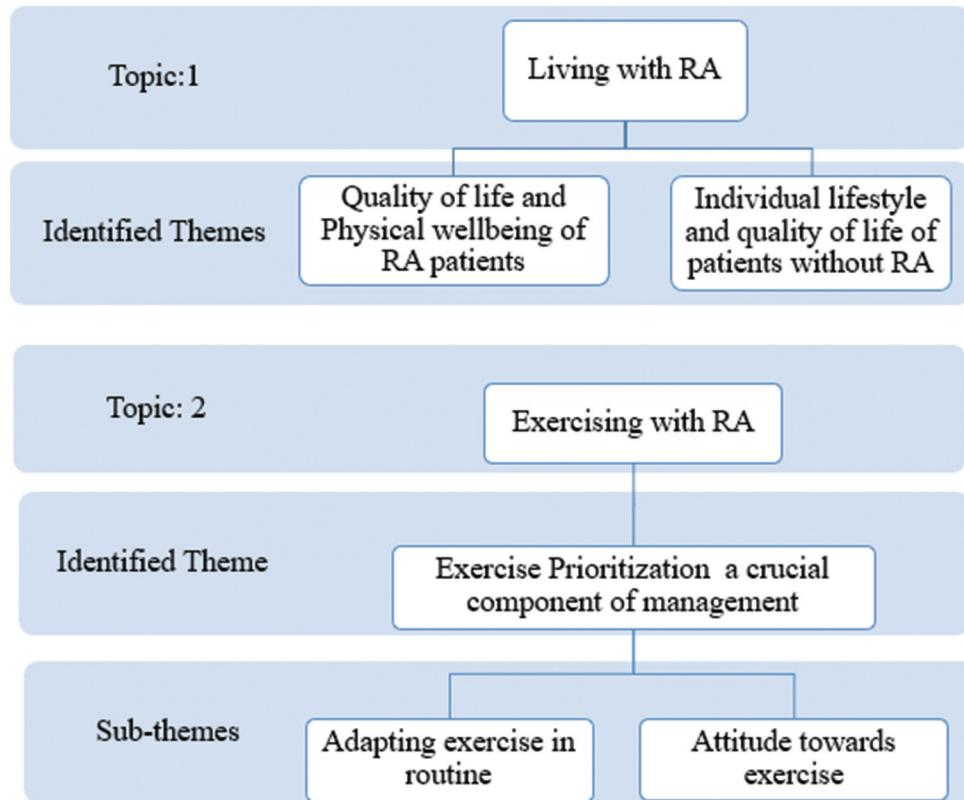 Topic:1
Living with RA
Identified Themes
Quality of life and
Physical wellbeing of
RA patients
Individual lifestyle
and quality of life of
patients without RA
Topic: 2
Exercising with RA
Identified Theme
Exercise Prioritization a crucial
component of management
Sub-themes
Adapting exercise in
routine
Attitude towards
exercise